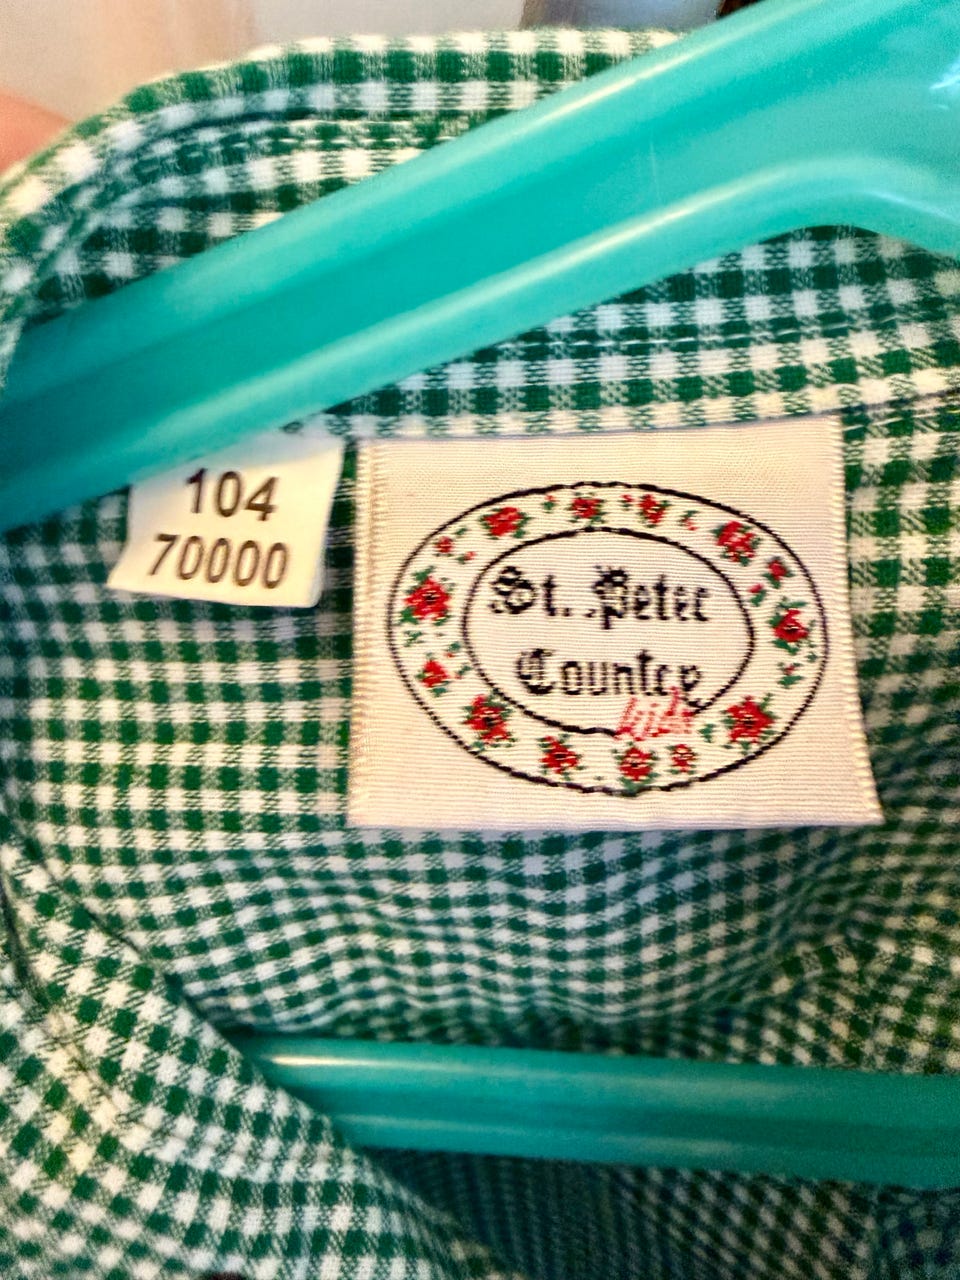 104
70000
St. Peter
Country
kids